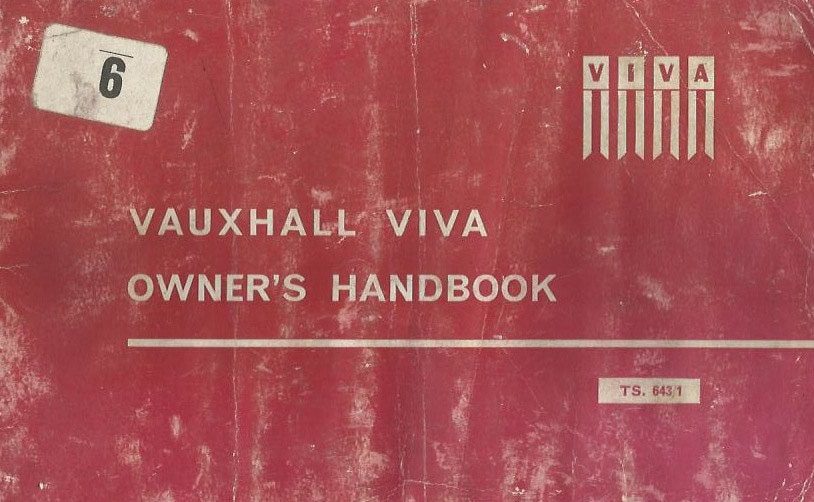 6
VIVA
VAUXHALL VIVA
OWNER'S HANDBOOK
TS. 643/1